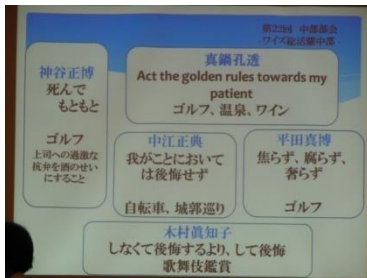 第22回 中部部会
-ワイズ総活躍中部-
神谷正博
死んで
もともと
ゴルフ
上司への過激な
抗弁を酒のせい
にすること
真鍋孔透
Act the golden rules towards my
patient
ゴルフ、温泉、ワイン
中江正典
我がことにおいて
は後悔せず
自転車、城郭巡り
平田真博
焦らず、腐らず、
奢らず
ゴルフ
木村眞知子
しなくて後悔するより、して後悔
歌舞伎鑑賞